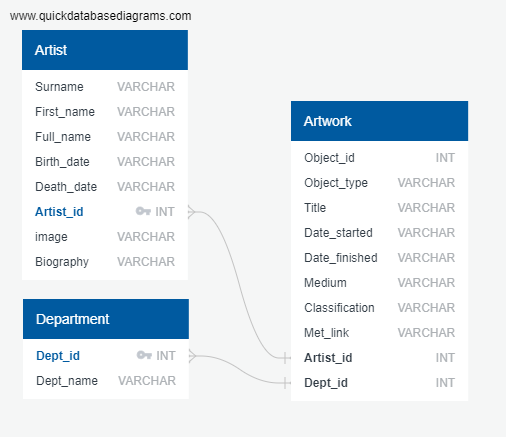 www.quickdatabasediagrams.com
Artist
Surname VARCHAR
First_name VARCHAR
Full_name VARCHAR
Birth_date VARCHAR
Death_date VARCHAR
Artist_id INT
image VARCHAR
Biography VARCHAR
Department
Dept_id INT
Dept_name VARCHAR
Artwork
Object_id INT
Object_type VARCHAR
Title VARCHAR
Date_started VARCHAR
Date_finished VARCHAR
Medium VARCHAR
Classification VARCHAR
Met_link VARCHAR
Artist_id INT
Dept_id INT